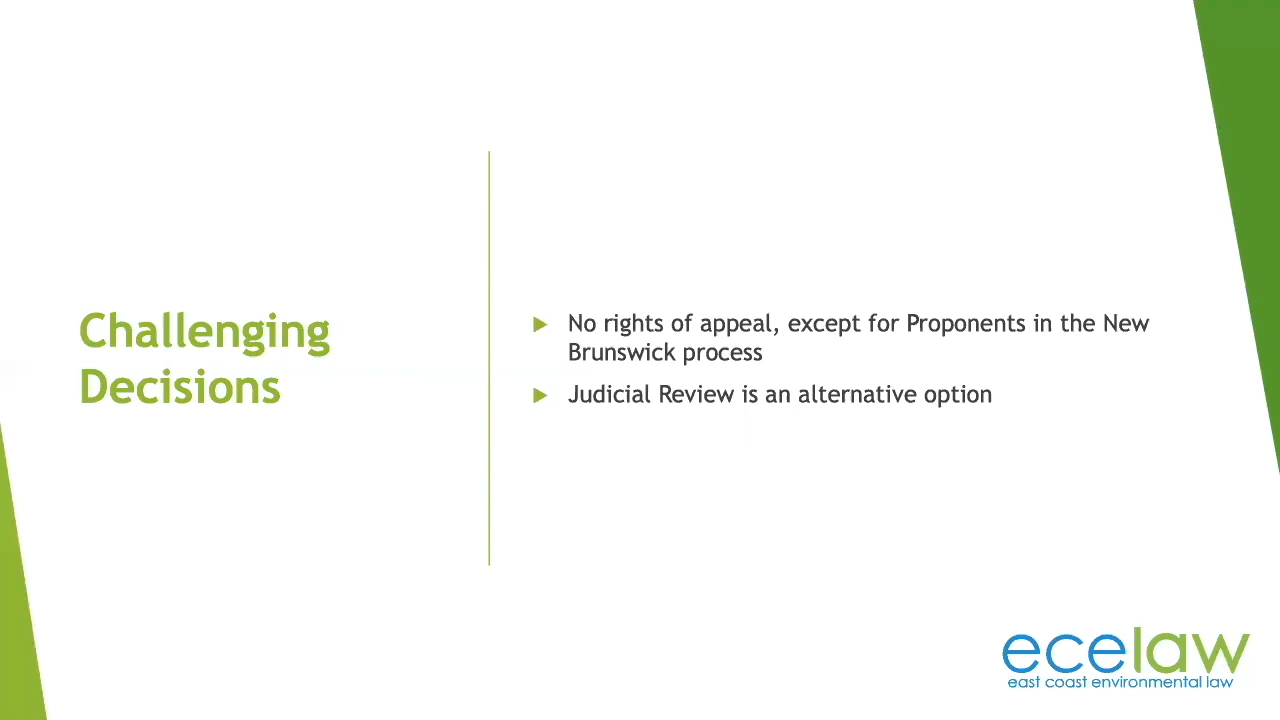 Challenging
Decisions
No rights of appeal, except for Proponents in the New
Brunswick process
Judicial Review is an alternative option
ecelaw
east coast environmental law